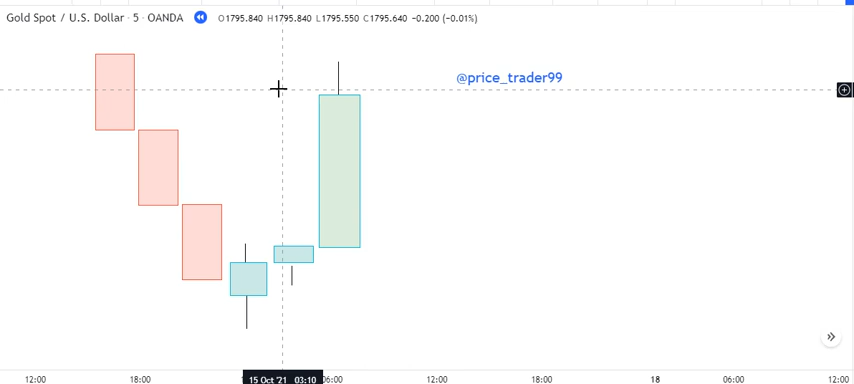 Gold Spot / U.S. Dollar · 5 · OANDA O1795.840 H1795.840 L1795.550 C1795.640 −0.200 (−0.01%)
@price_trader99
12:00 18:00 15 Oct '21 03:10 06:00 12:00 18:00 18 06:00 12:00